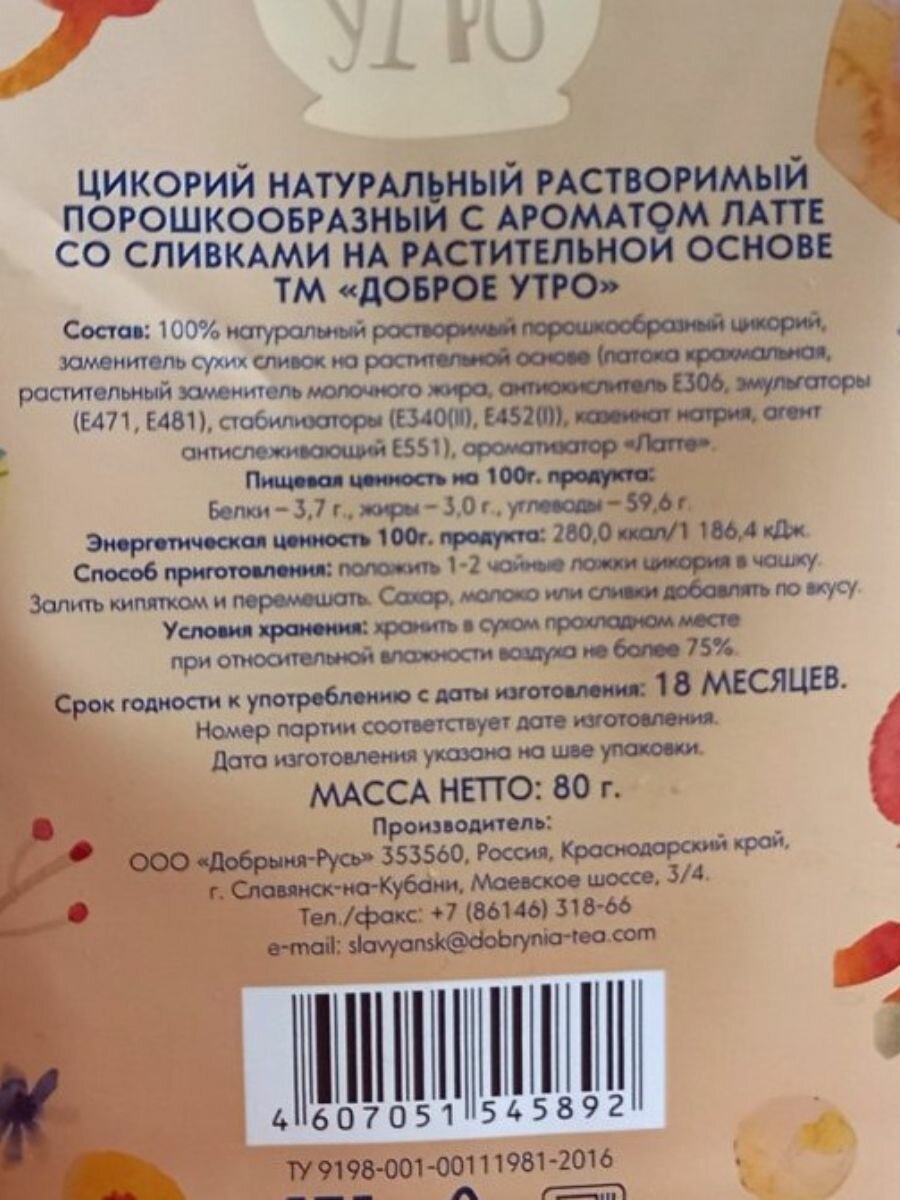 УТРО
ЦИКОРИЙ НАТУРАЛЬНЫЙ РАСТВОРИМЫЙ
ПОРОШКООБРАЗНЫЙ С АРОМАТОМ ЛАТТЕ
СО СЛИВКАМИ НА РАСТИТЕЛЬНОЙ ОСНОВЕ
ТМ «ДОБРОЕ УТРО»
Состав: 100% натуральный растворимый порошкообразный цикорий,
заменитель сухих сливок на растительной основе (патока крахмальная,
растительный заменитель молочного жира, антиокислитель Е306, эмульгаторы
(Е471, Е481), стабилизаторы (Е340(II), Е452(I)), казеинат натрия, агент
антислеживающий Е551), ароматизатор «Латте».
Пищевая ценность на 100г. продукта:
Белки – 3,7 г., жиры – 3,0 г., углеводы – 59,6 г.
Энергетическая ценность 100г. продукта: 280,0 ккал/1 186,4 кДж.
Способ приготовления: положить 1-2 чайные ложки цикория в чашку.
Залить кипятком и перемешать. Сахар, молоко или сливки добавлять по вкусу.
Условия хранения: хранить в сухом прохладном месте
при относительной влажности воздуха не более 75%.
Срок годности к употреблению с даты изготовления: 18 МЕСЯЦЕВ.
Номер партии соответствует дате изготовления.
Дата изготовления указана на шве упаковки.
МАССА НЕТТО: 80 г.
Производитель:
ООО «Добрыня-Русь» 353560, Россия, Краснодарский край,
г. Славянск-на-Кубани, Маевское шоссе, 3/4.
Тел./факс: +7 (86146) 318-66
e-mail: slavyansk@dobrynia-tea.com
4 607051 545892
ТУ 9198-001-00111981-2016